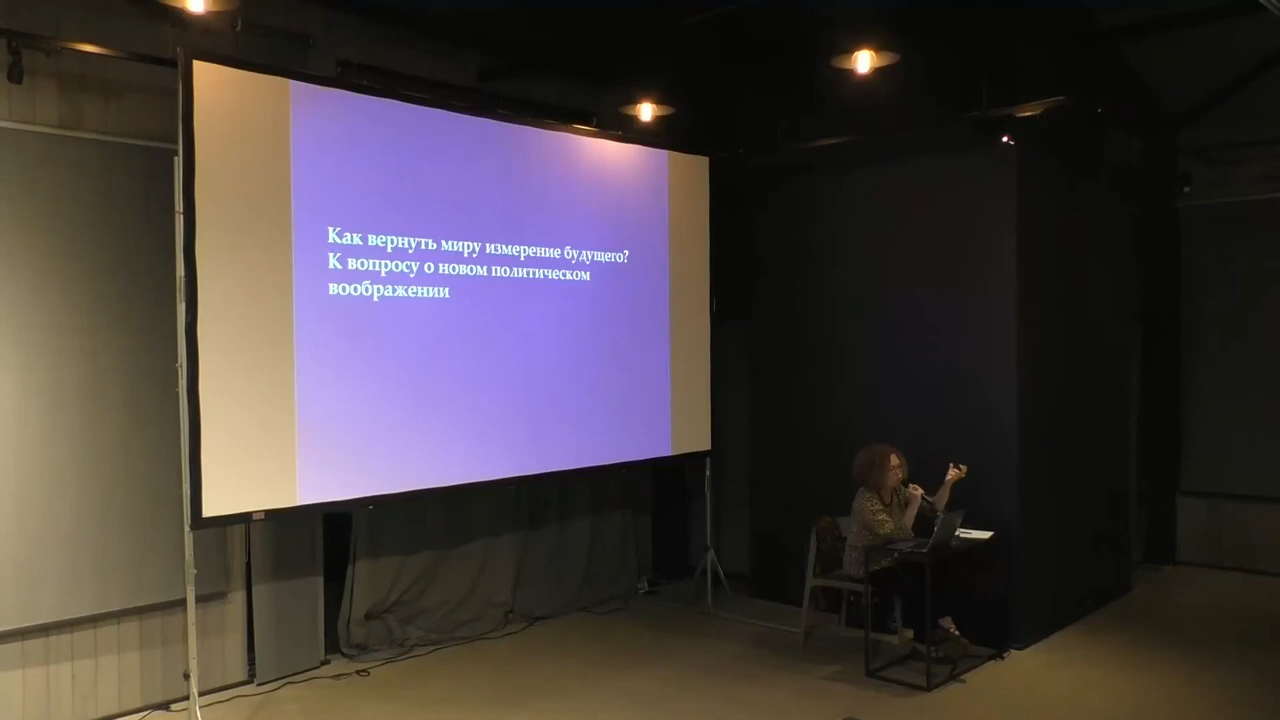 Как вернуть миру измерение будущего?
К вопросу о новом политическом
воображении